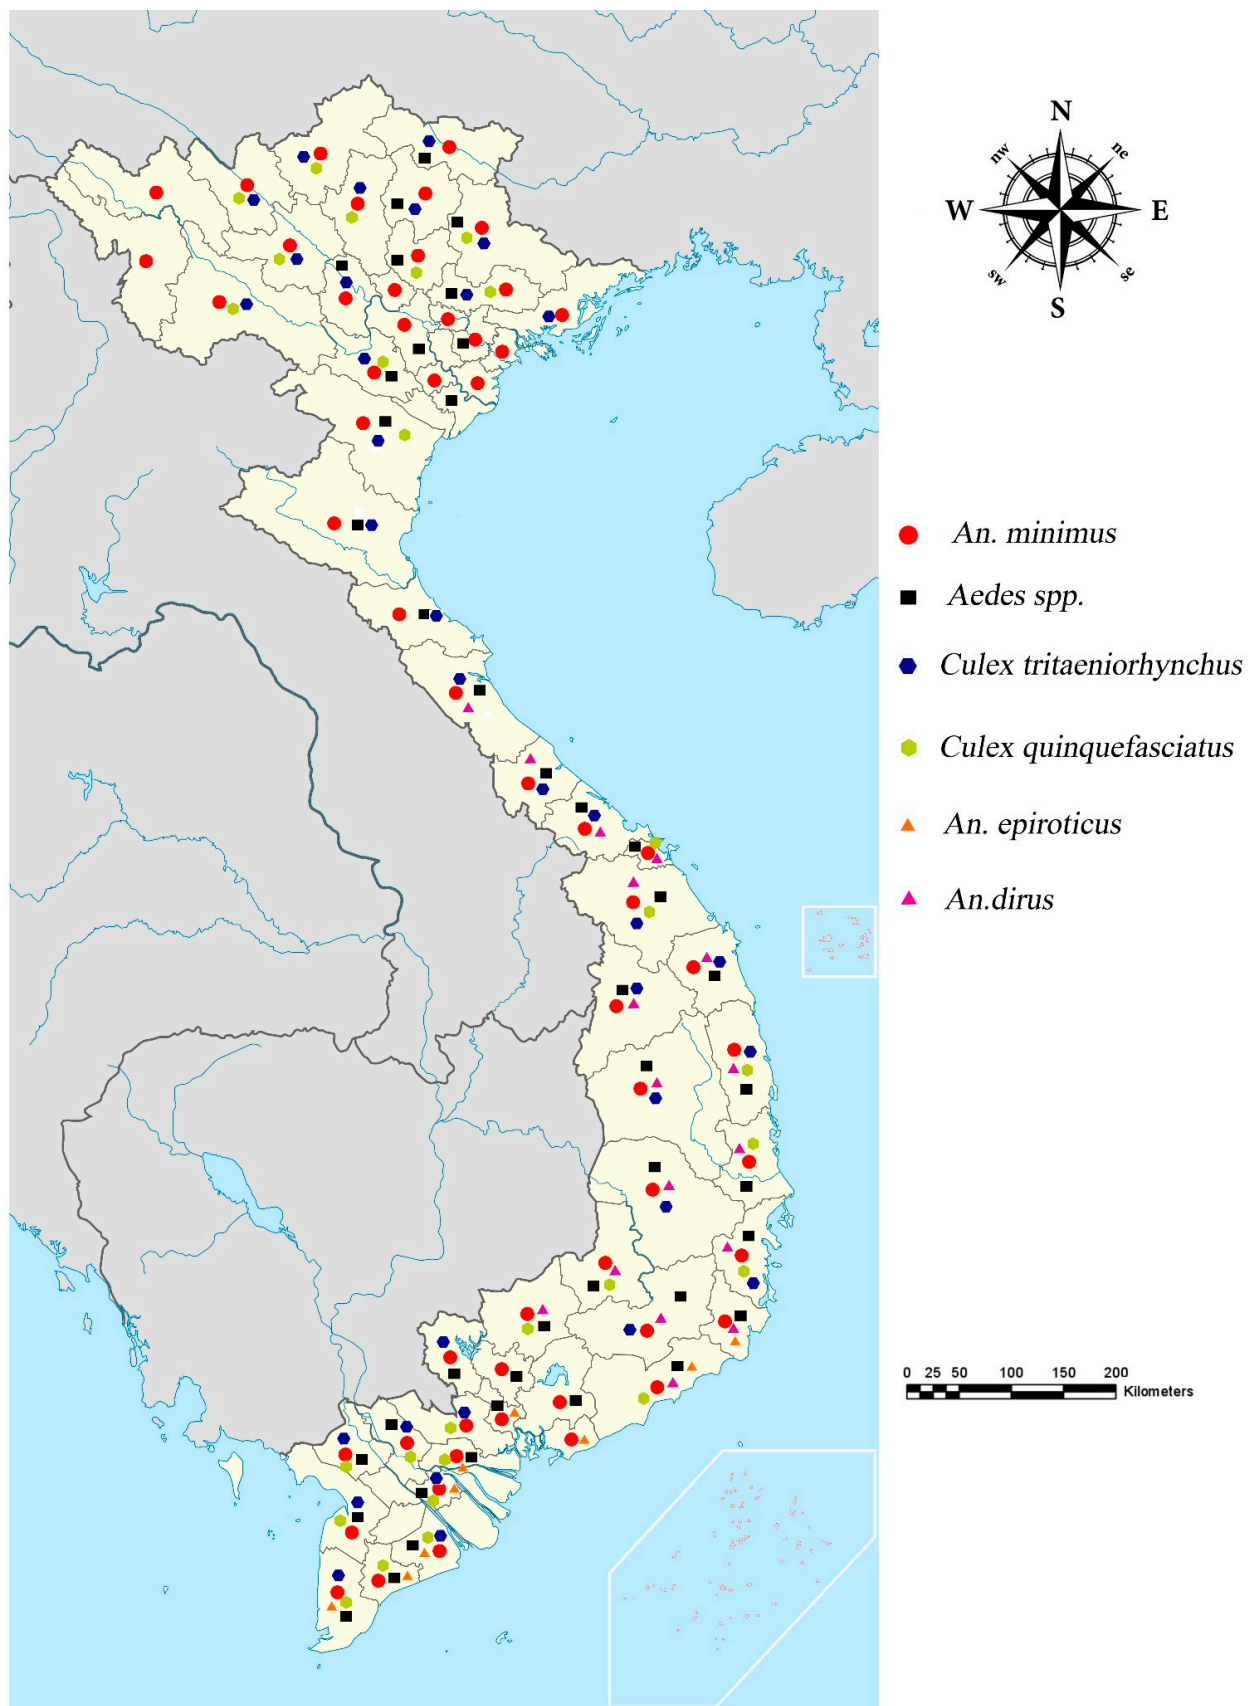 N
nw
ne
W
E
sw
se
S
An. minimus
Aedes spp.
Culex tritaeniorhynchus
Culex quinquefasciatus
An. epiroticus
An.dirus
0 25 50 100 150 200
Kilometers